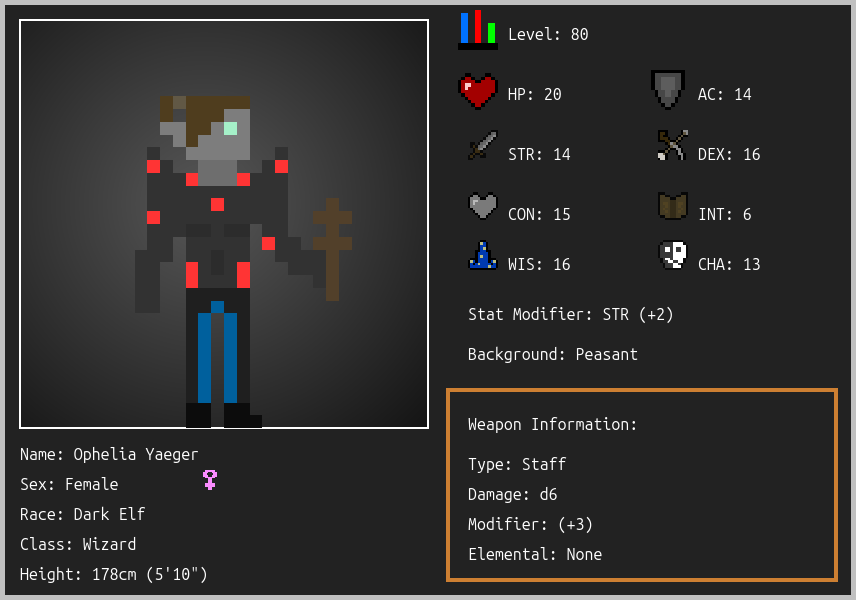 Level: 80
HP: 20
AC: 14
STR: 14
DEX: 16
CON: 15
INT: 6
WIS: 16
CHA: 13
Stat Modifier: STR (+2)
Background: Peasant
Weapon Information:
Type: Staff
Damage: d6
Modifier: (+3)
Elemental: None
Name: Ophelia Yaeger
Sex: Female
Race: Dark Elf
Class: Wizard
Height: 178cm (5'10")